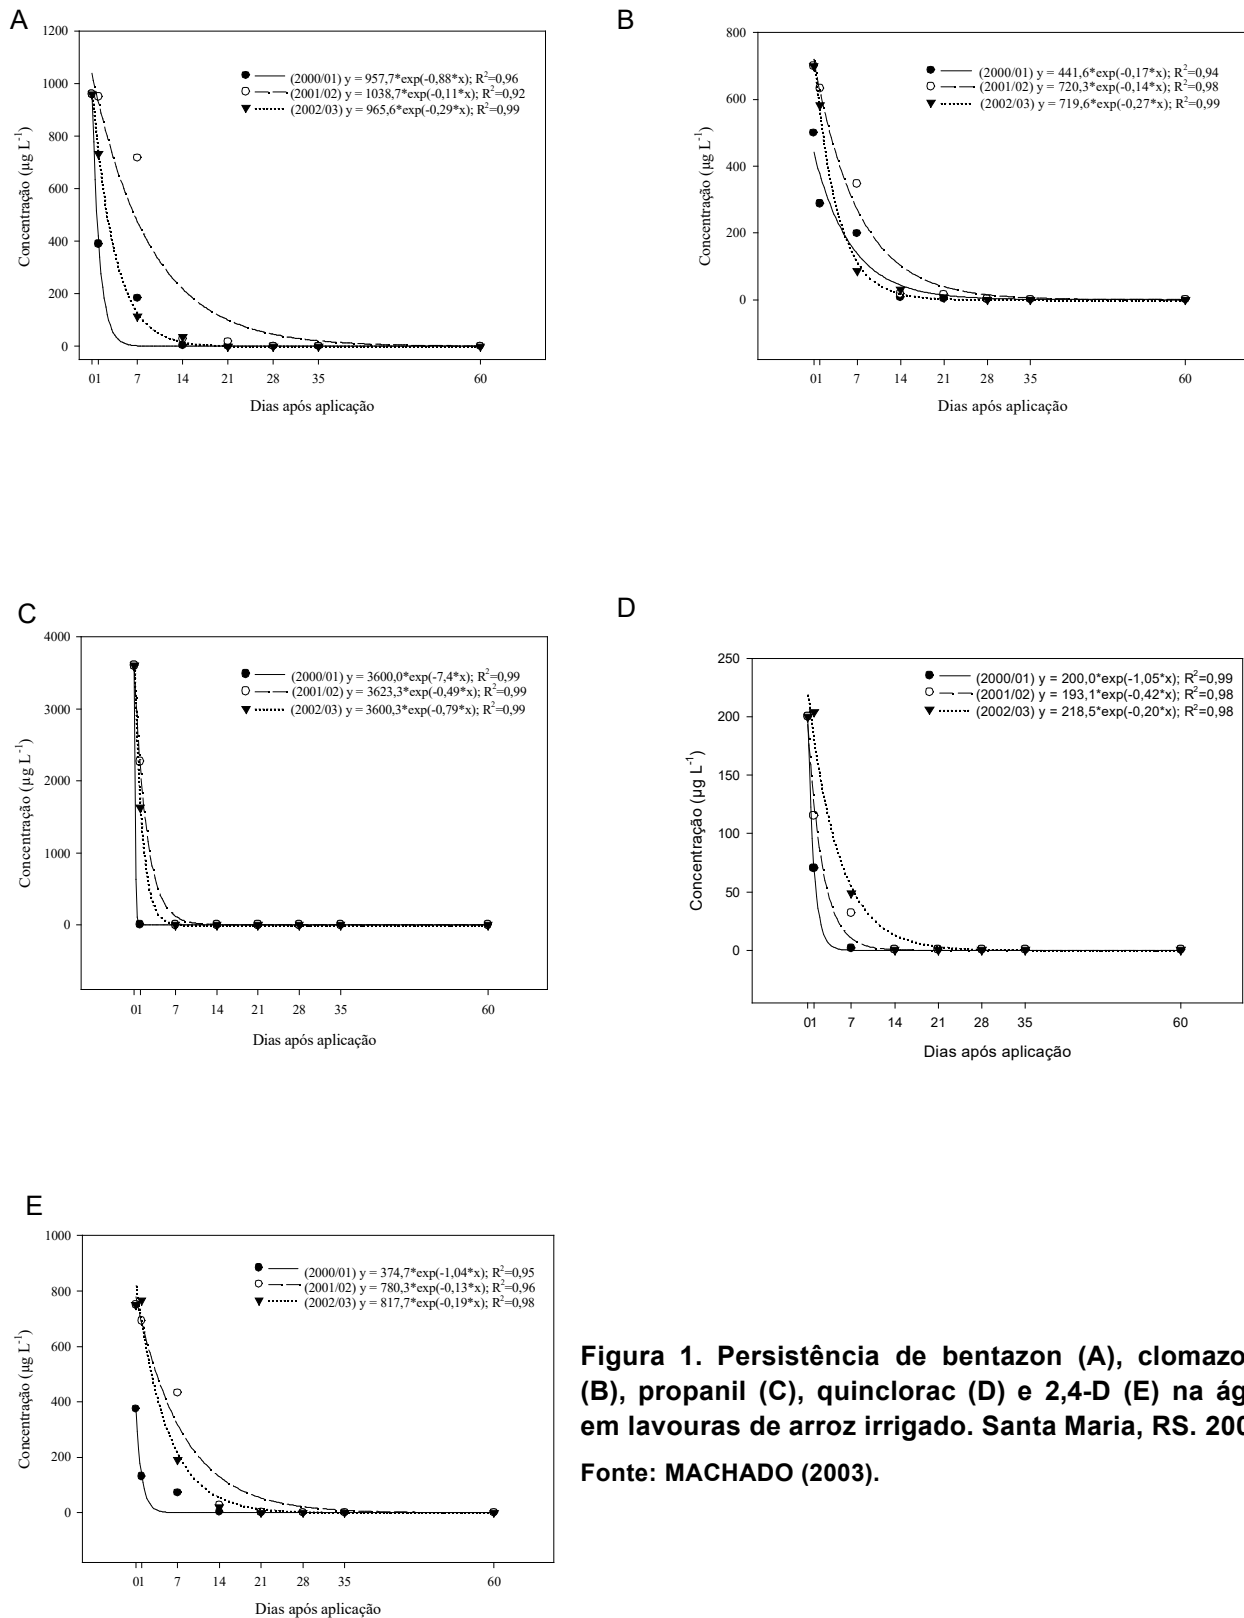 A
1200
1000
800
600
400
200
0
Concentração (µg L-1)
(2000/01) y = 957,7*exp(-0,88*x); R2=0,96
(2001/02) y = 1038,7*exp(-0,11*x); R2=0,92
(2002/03) y = 965,6*exp(-0,29*x); R2=0,99
01 7 14 21 28 35 60
Dias após aplicação
B
800
600
400
200
0
Concentração (µg L-1)
(2000/01) y = 441,6*exp(-0,17*x); R2=0,94
(2001/02) y = 720,3*exp(-0,14*x); R2=0,98
(2002/03) y = 719,6*exp(-0,27*x); R2=0,99
01 7 14 21 28 35 60
Dias após aplicação
C
4000
3000
2000
1000
0
Concentração (µg L-1)
(2000/01) y = 3600,0*exp(-7,4*x); R2=0,99
(2001/02) y = 3623,3*exp(-0,49*x); R2=0,99
(2002/03) y = 3600,3*exp(-0,79*x); R2=0,99
01 7 14 21 28 35 60
Dias após aplicação
D
250
200
150
100
50
0
Concentração (µg L-1)
(2000/01) y = 200,0*exp(-1,05*x); R2=0,99
(2001/02) y = 193,1*exp(-0,42*x); R2=0,98
(2002/03) y = 218,5*exp(-0,20*x); R2=0,98
01 7 14 21 28 35 60
Dias após aplicação
E
1000
800
600
400
200
0
Concentração (µg L-1)
(2000/01) y = 374,7*exp(-1,04*x); R2=0,95
(2001/02) y = 780,3*exp(-0,13*x); R2=0,96
(2002/03) y = 817,7*exp(-0,19*x); R2=0,98
01 7 14 21 28 35 60
Dias após aplicação
Figura 1. Persistência de bentazon (A), clomazo
(B), propanil (C), quinclorac (D) e 2,4-D (E) na ág
em lavouras de arroz irrigado. Santa Maria, RS. 200
Fonte: MACHADO (2003).